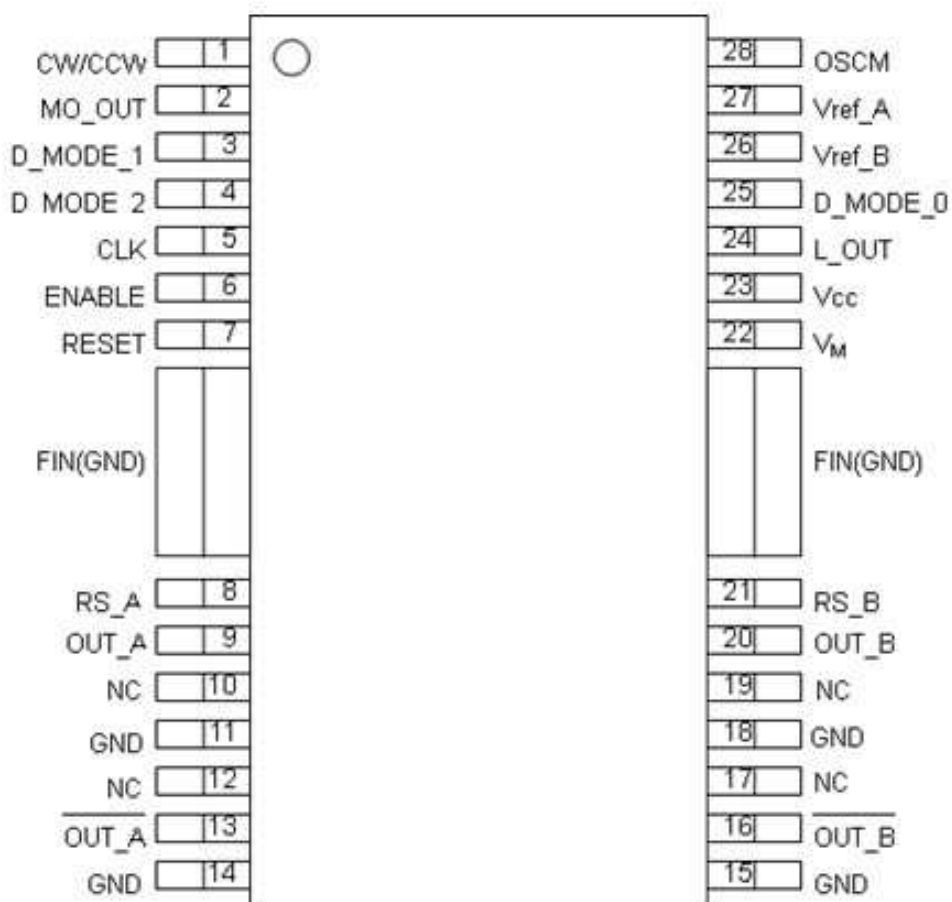 CW/CCW 1 28 OSCM
MO_OUT 2 27 Vref_A
D_MODE_1 3 26 Vref_B
D MODE 2 4 25 D_MODE_0
CLK 5 24 L_OUT
ENABLE 6 23 Vcc
RESET 7 22 VM
FIN(GND) FIN(GND)
RS_A 8 21 RS_B
OUT_A 9 20 OUT_B
NC 10 19 NC
GND 11 18 GND
NC 12 17 NC
OUT_A 13 16 OUT_B
GND 14 15 GND